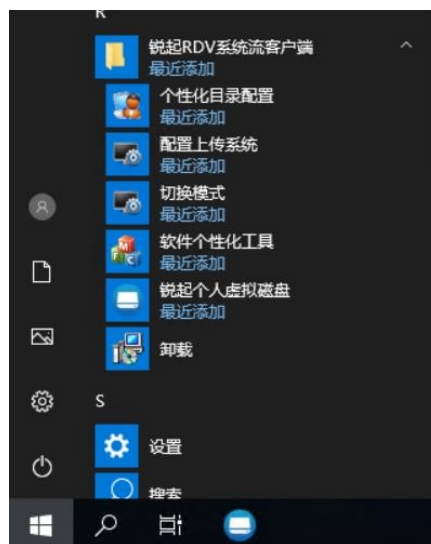 R
锐起RDV系统流客户端
最近添加
个性化目录配置
最近添加
配置上传系统
最近添加
切换模式
最近添加
软件个性化工具
最近添加
锐起个人虚拟磁盘
最近添加
卸载
S
设置
搜索